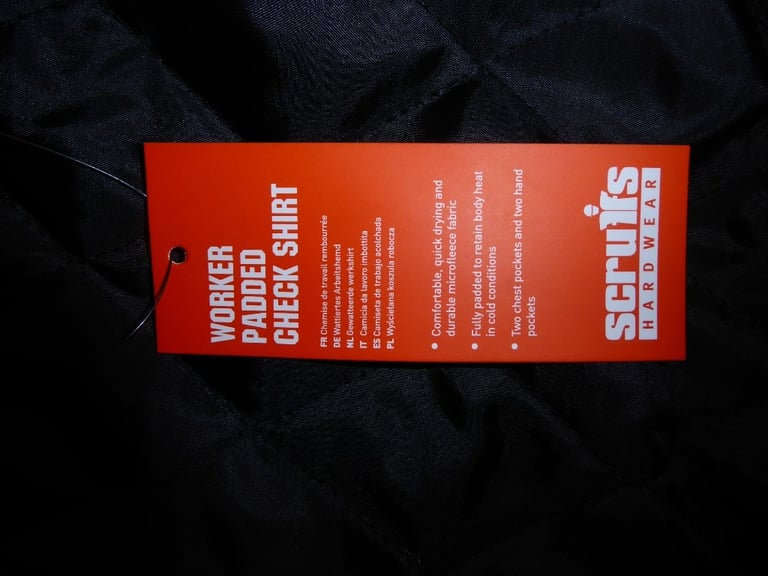 WORKER
PADDED
CHECK SHIRT
FR Chemise de travail rembourrée
DE Wattiertes Arbeitshemd
NL Gewatteerde werkshirt
IT Camicia da lavoro imbottita
ES Camiseta de trabajo acolchada
PL Wyścielana koszula robocza
• Comfortable, quick drying and
durable microfleece fabric
• Fully padded to retain body heat
in cold conditions
• Two chest pockets and two hand
pockets
scruffs
HARDWEAR